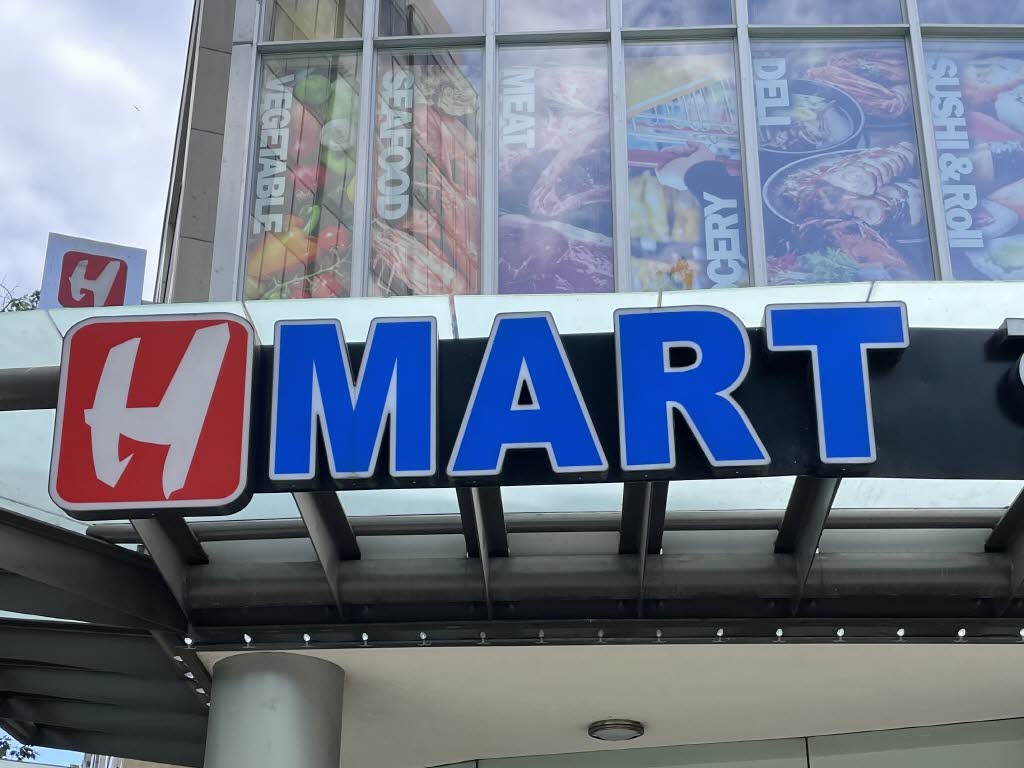 VEGETABLE
SEAFOOD
MEAT
CERY
DELI
SUSHI & Roll
H
H MART